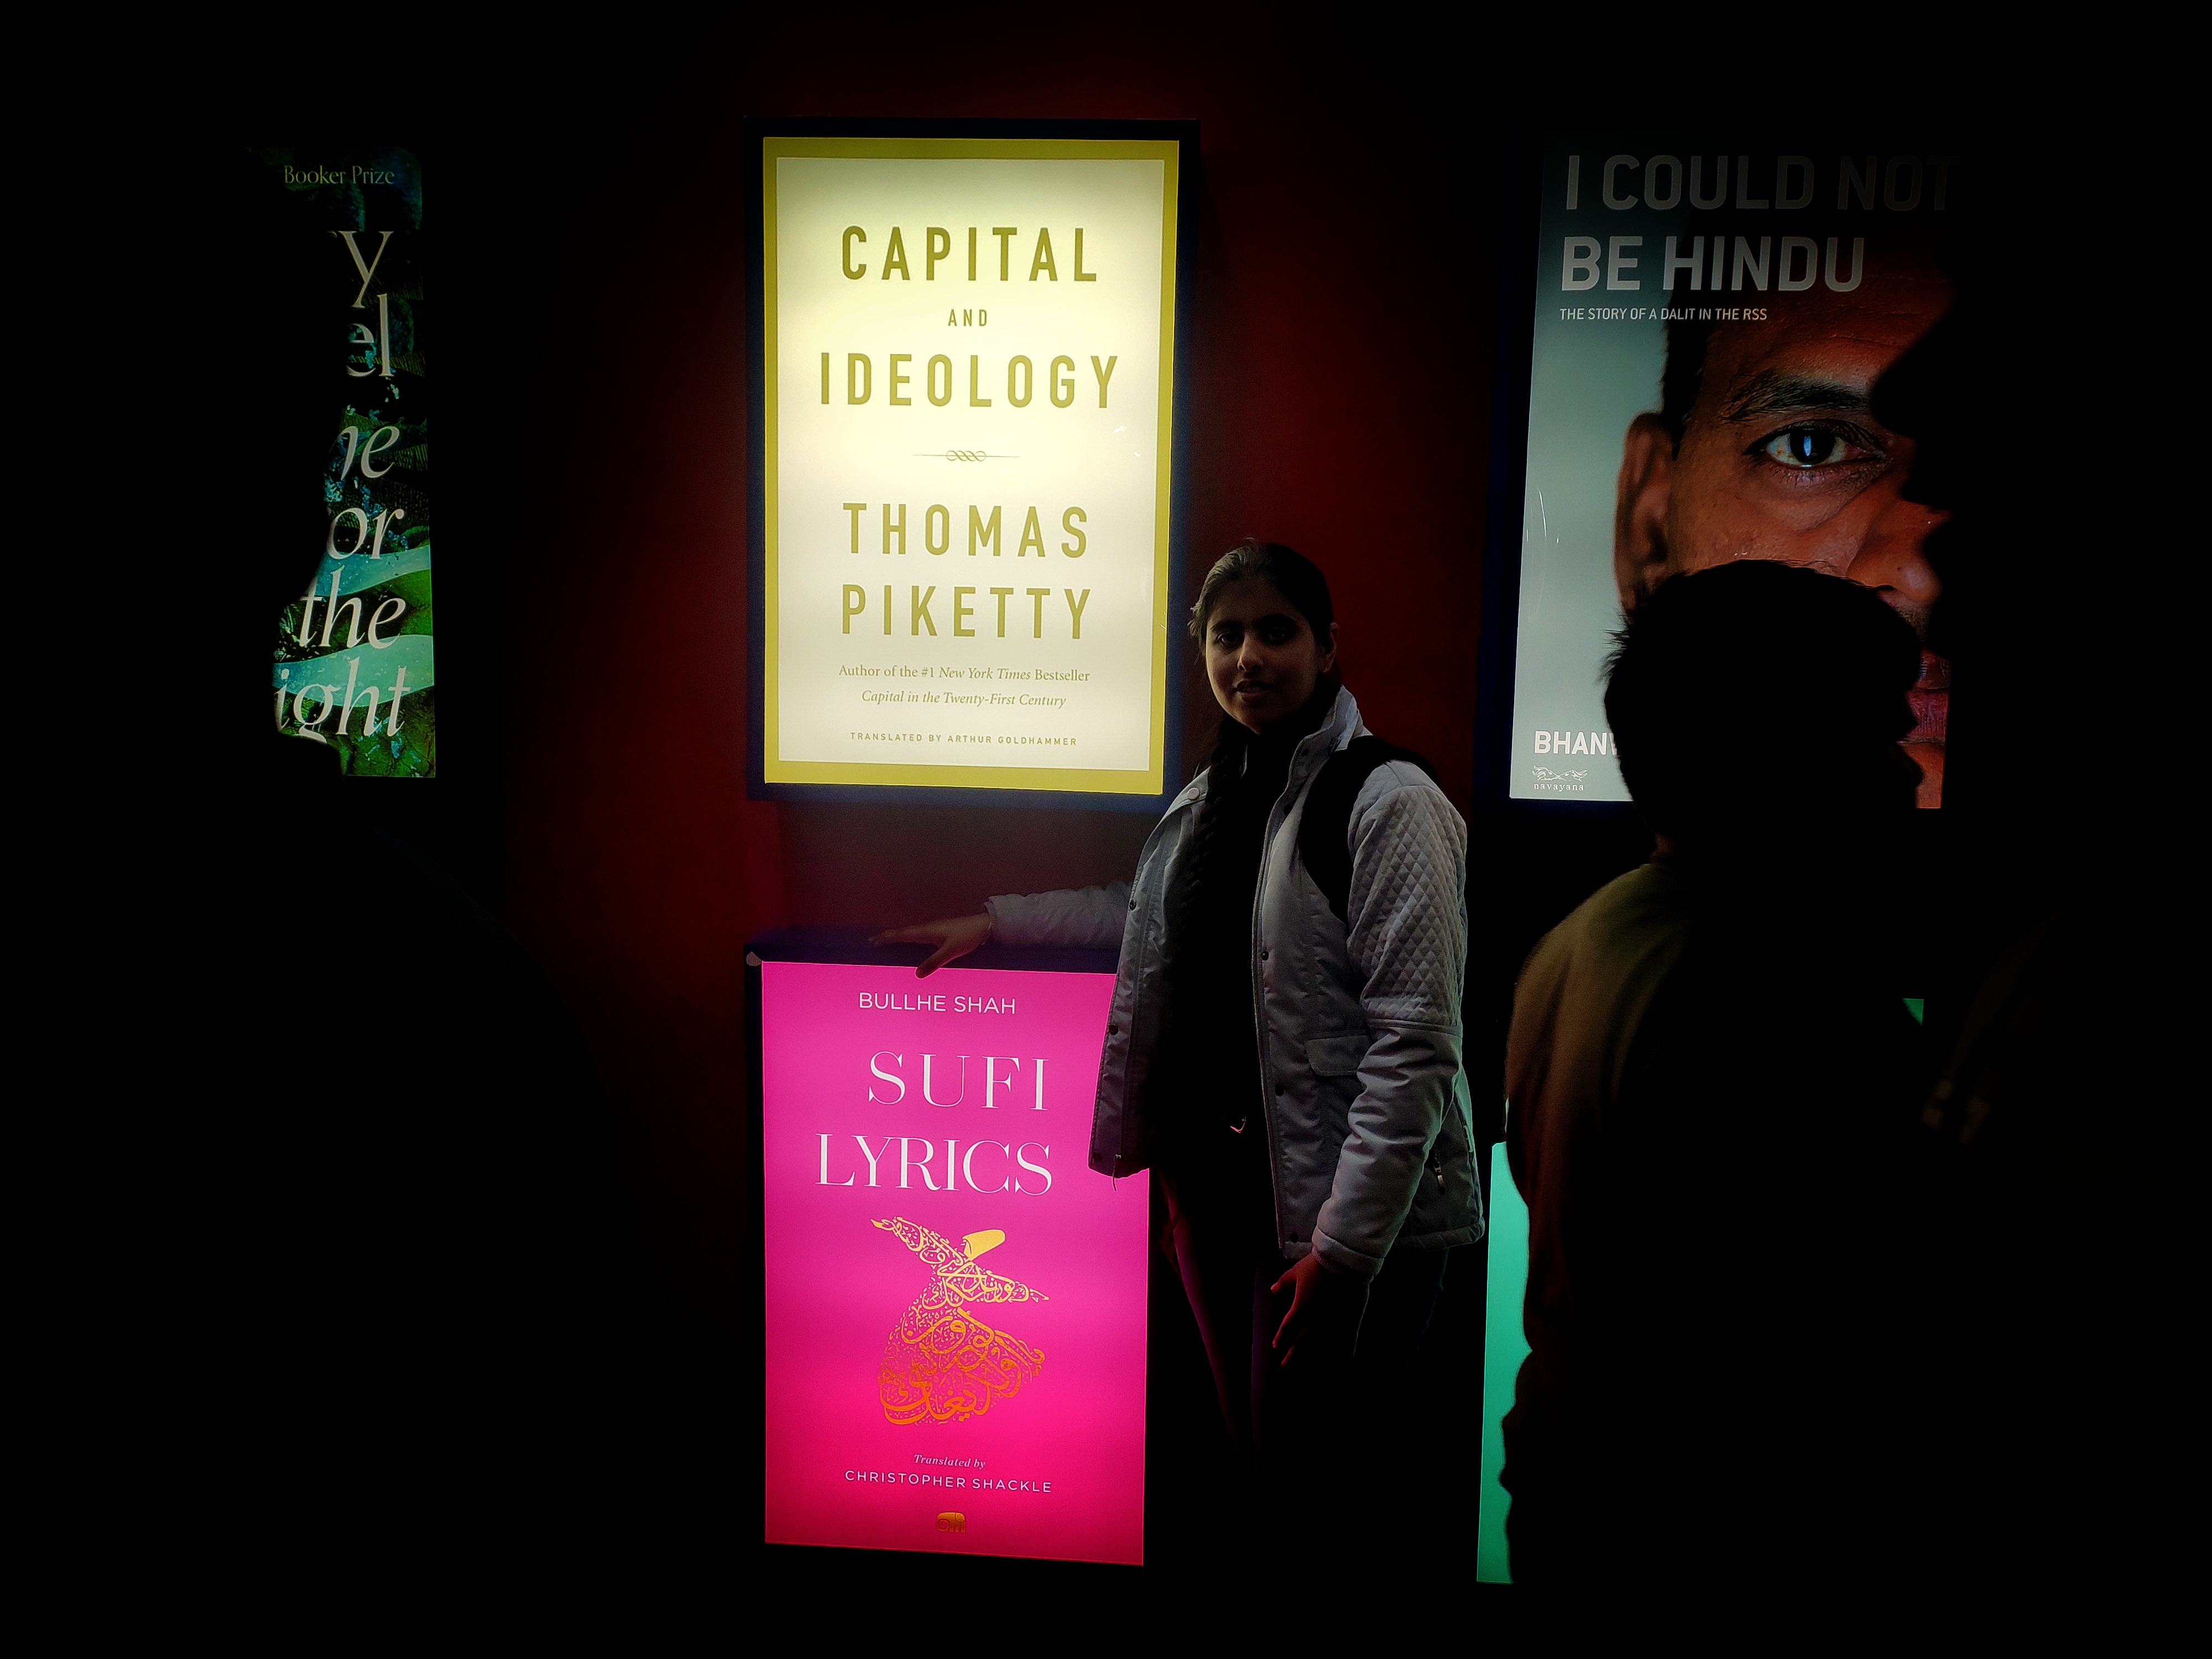 Booker Prize
the
CAPITAL
AND
IDEOLOGY
THOMAS
PIKETTY
Author of the #1 New York Times Bestseller
Capital in the Twenty-First Century
TRANSLATED BY ARTHUR GOLDHAMMER
I COULD NOT
BE HINDU
THE STORY OF A DALIT IN THE RSS
navayana
BULLHE SHAH
SUFI
LYRICS
Translated by
CHRISTOPHER SHACKLE